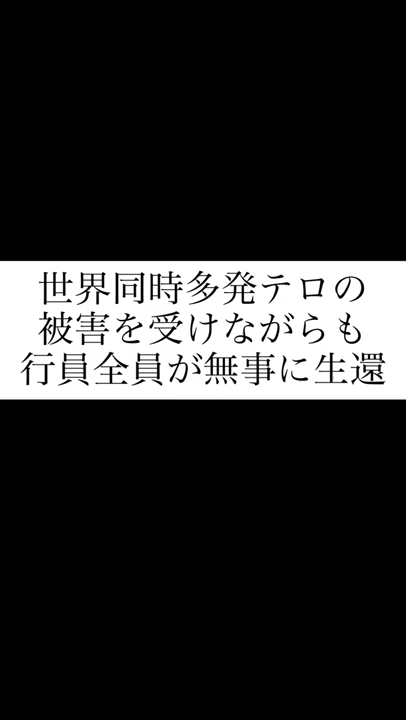 世界同時多発テロの
被害を受けながらも
行員全員が無事に生還